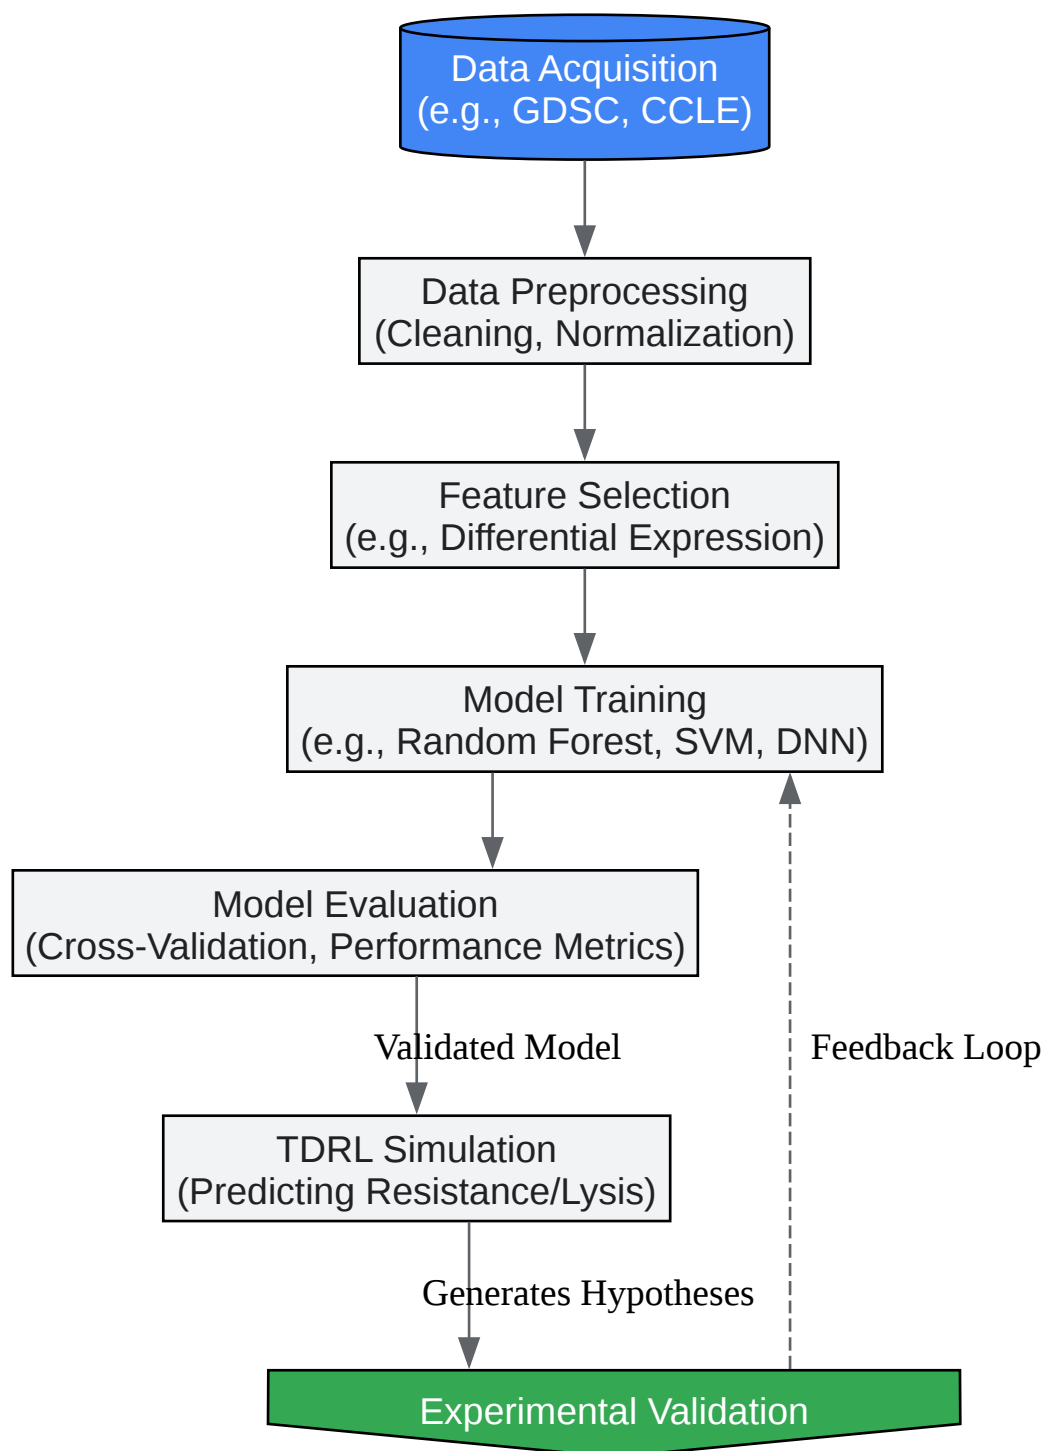 Data Acquisition
(e.g., GDSC, CCLE)
Data Preprocessing
(Cleaning, Normalization)
Feature Selection
(e.g., Differential Expression)
Model Training
(e.g., Random Forest, SVM, DNN)
Model Evaluation
(Cross-Validation, Performance Metrics)
Validated Model
Feedback Loop
TDRL Simulation
(Predicting Resistance/Lysis)
Generates Hypotheses
Experimental Validation